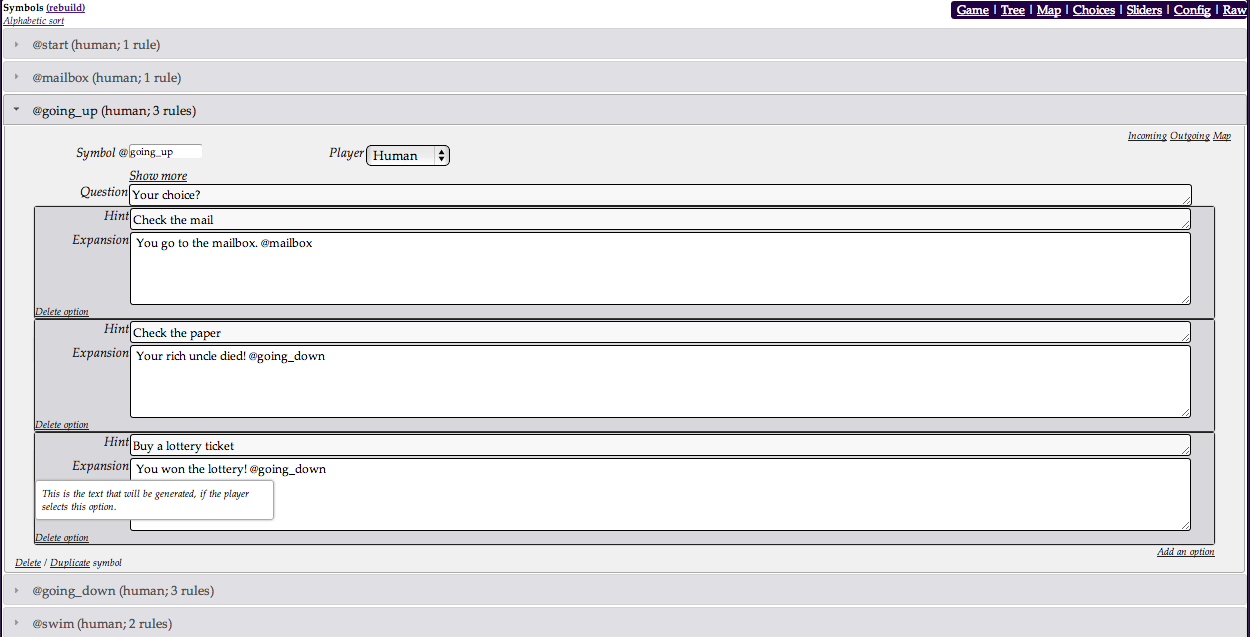 Symbols (rebuild)
Game | Tree | Map | Choices | Sliders | Config | Raw
Alphabetic sort
@start (human; 1 rule)
@mailbox (human; 1 rule)
@going_up (human; 3 rules)
Incoming Outgoing Map
Symbol @going_up Player Human
Show more
Question Your choice?
Hint Check the mail
Expansion You go to the mailbox. @mailbox
Delete option
Hint Check the paper
Expansion Your rich uncle died! @going_down
Delete option
Hint Buy a lottery ticket
Expansion You won the lottery! @going_down
This is the text that will be generated, if the player
selects this option.
Delete option
Add an option
Delete / Duplicate symbol
@going_down (human; 3 rules)
@swim (human; 2 rules)